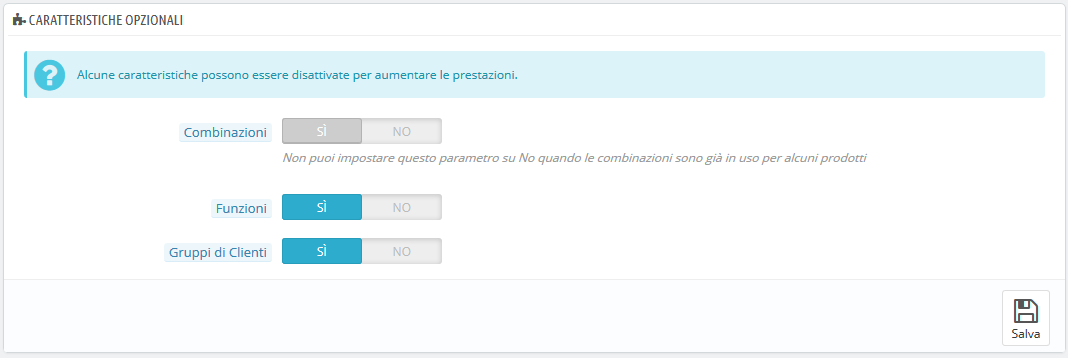 CARATTERISTICHE OPZIONALI
Alcune caratteristiche possono essere disattivate per aumentare le prestazioni.
Combinazioni SÌ NO
Non puoi impostare questo parametro su No quando le combinazioni sono già in uso per alcuni prodotti
Funzioni SÌ NO
Gruppi di Clienti SÌ NO
Salva